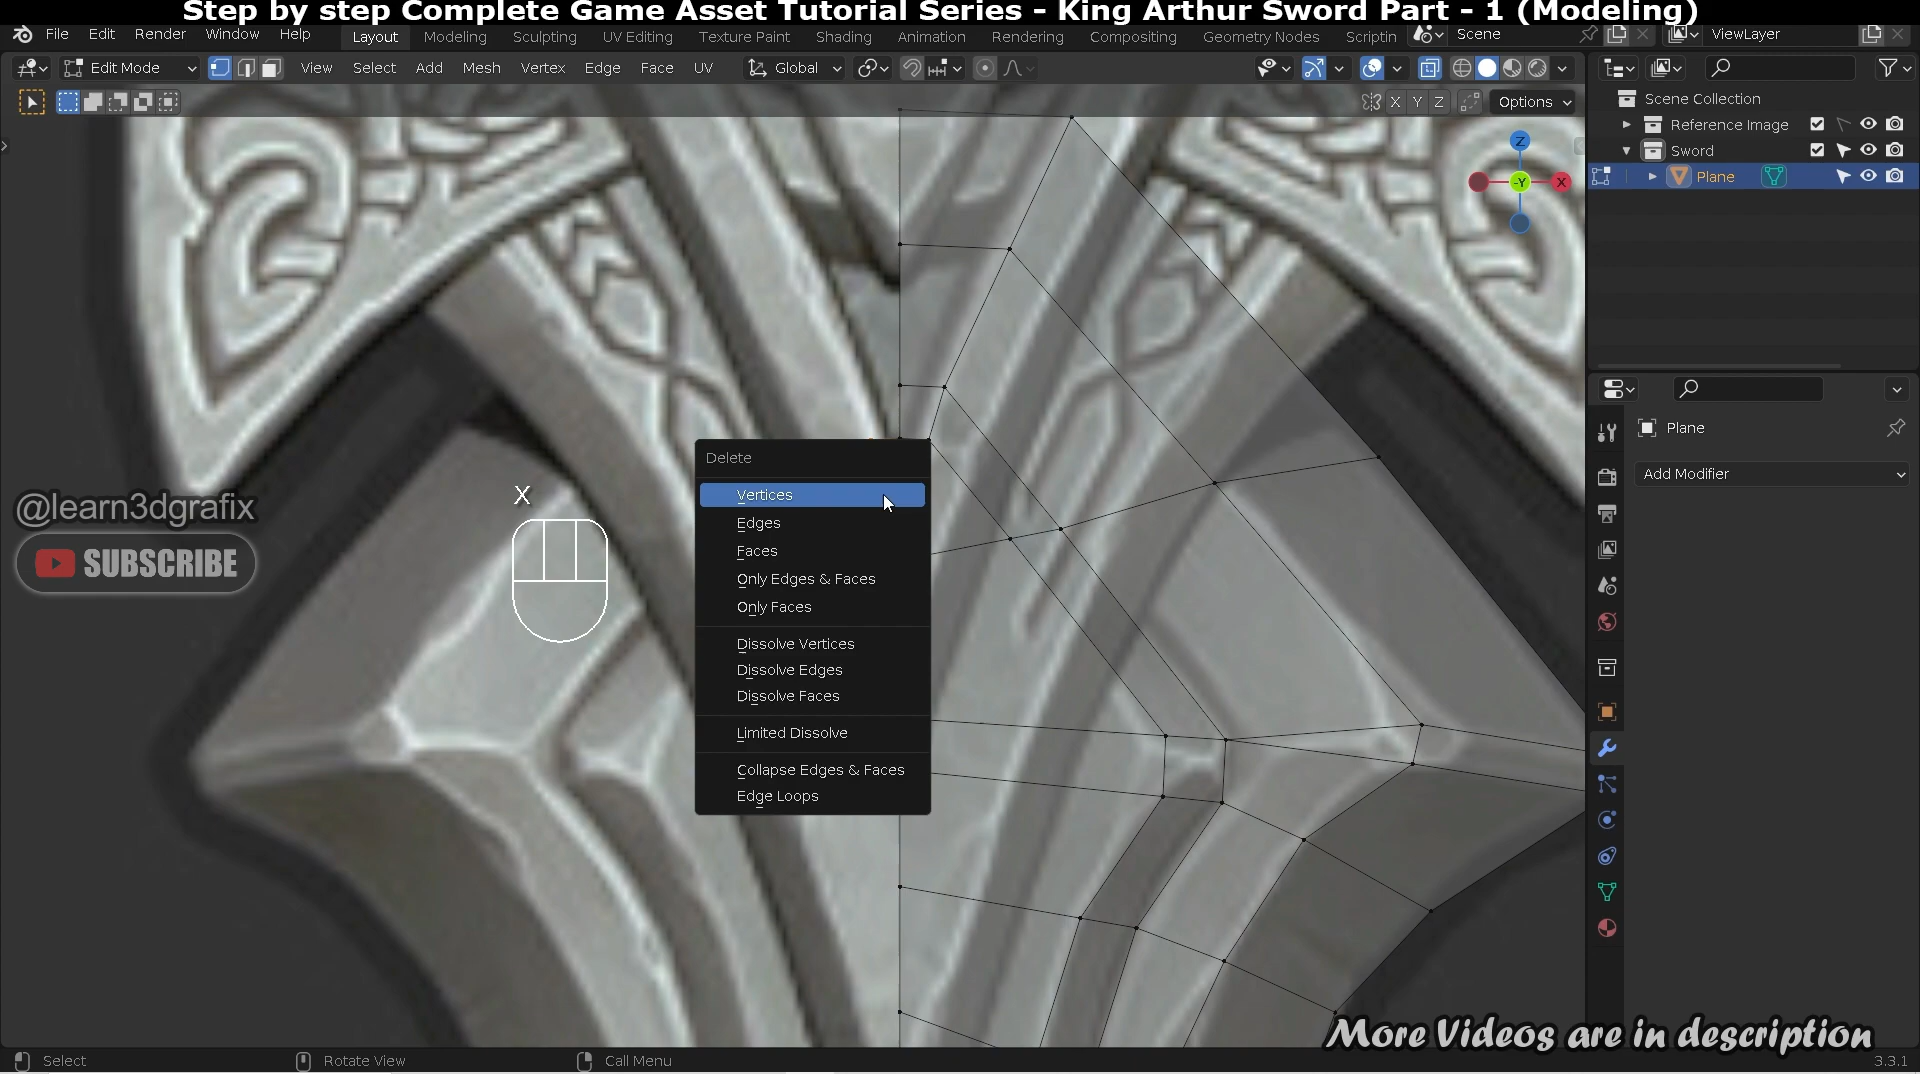 Step by step Complete Game Asset Tutorial Series - King Arthur Sword Part - 1 (Modeling)
File Edit Render Window Help Layout Modeling Sculpting UV Editing Texture Paint Shading Animation Rendering Compositing Geometry Nodes Scriptin Scene ViewLayer
Edit Mode View Select Add Mesh Vertex Edge Face UV Global
X Y Z Options
Scene Collection
Reference Image
Sword
Plane
Z
-Y X
Plane
Add Modifier
Delete
Vertices
Edges
Faces
Only Edges & Faces
Only Faces
Dissolve Vertices
Dissolve Edges
Dissolve Faces
Limited Dissolve
Collapse Edges & Faces
Edge Loops
X
@learn3dgrafix
SUBSCRIBE
More Videos are in description
Select Rotate View Call Menu 3.3.1